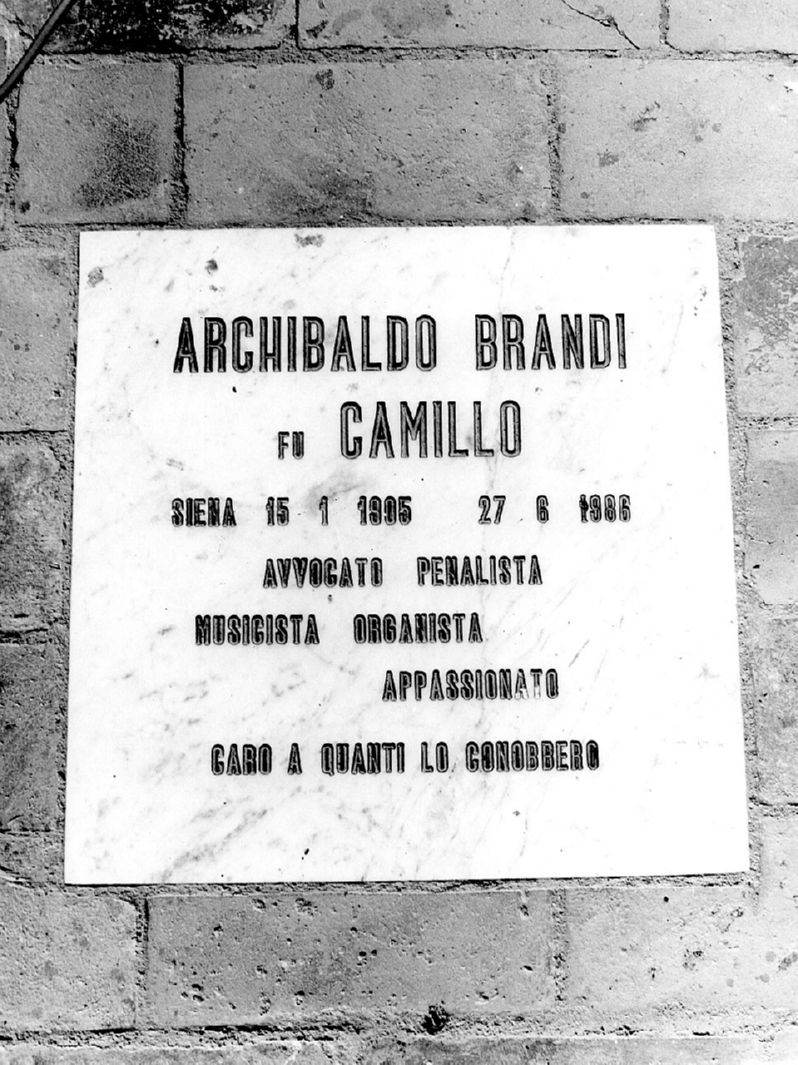 ARCHIBALDO BRANDI
FU CAMILLO
SIENA 15 1 1905 27 6 1986
AVVOCATO PENALISTA
MUSICISTA ORGANISTA
APPASSIONATO
CARO A QUANTI LO CONOBBERO